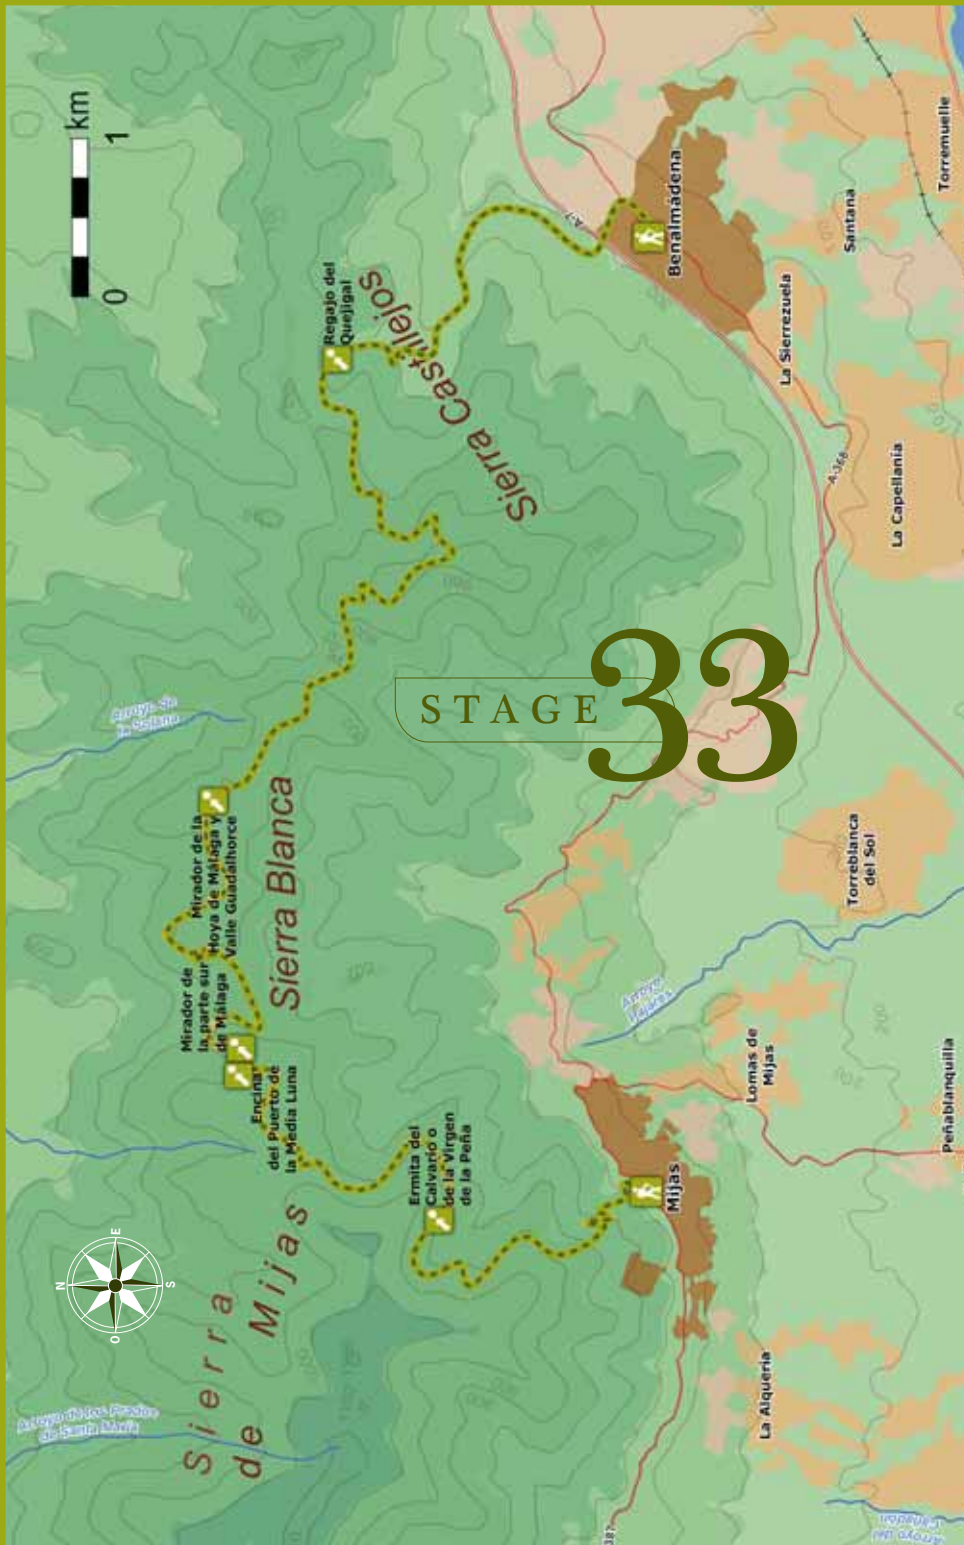 km
0
1
N
E
S
O
Arroyo de
la Solana
Regajo del
Quejigal
Sierra Castillejos
A-7
Benalmádena
Torremuelle
Santana
La Sierrezuela
A-368
La Capellanía
STAGE 33
Mirador de la
Hoya de Málaga y
Valle Guadalhorce
Mirador de
la parte sur
de Málaga
Sierra Blanca
Encina
del Puerto de
la Media Luna
Ermita del
Calvario o
de la Virgen
de la Peña
Torreblanca
del Sol
Arroyo
Pajares
Lomas de
Mijas
Peñablanquilla
Mijas
Sierra
de Mijas
Arroyo de los Prados
de Santa María
La Alquería
387
Arroyo del